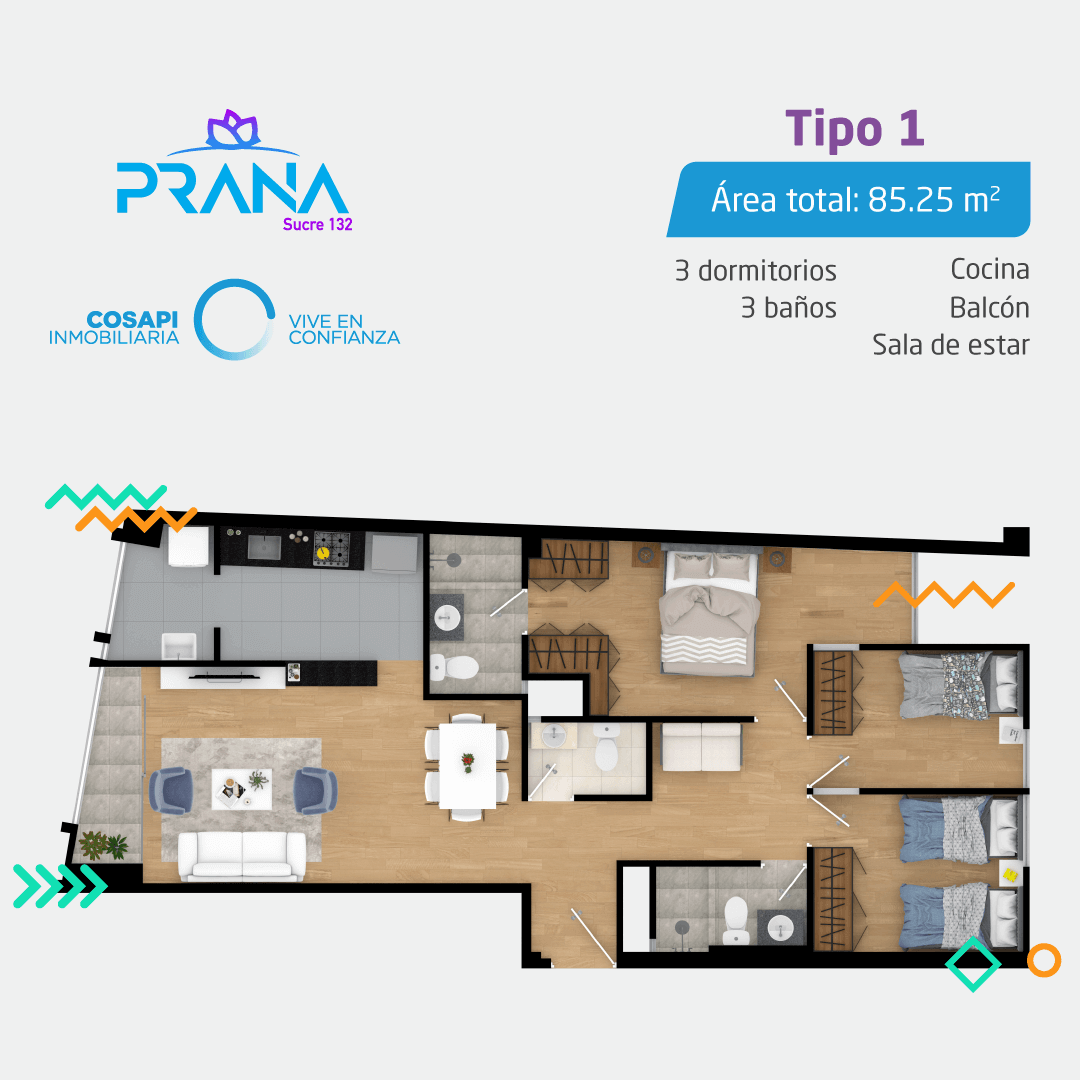 PRANA
Sucre 132
COSAPI
INMOBILIARIA
VIVE EN
CONFIANZA
Tipo 1
Área total: 85.25 m²
3 dormitorios
3 baños
Cocina
Balcón
Sala de estar